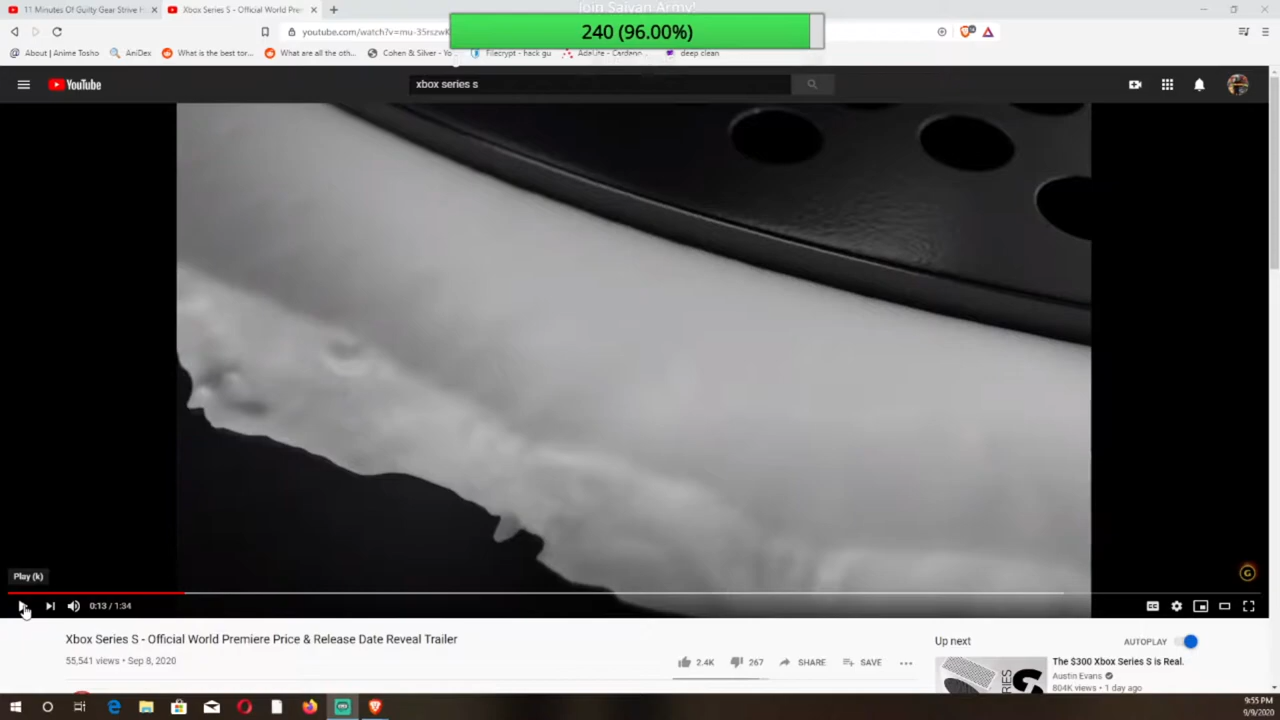 11 Minutes Of Guilty Gear Strive
Xbox Series S - Official World Prem
Join Saiyan Army!
240 (96.00%)
youtube.com/watch?v=mu-35rszwK
About | Anime Tosho
AniDex
What is the best tor...
What are all the oth...
Cohen & Silver - Yo...
Filecrypt - hack gu
deep clean
YouTube
xbox series s
Play (k)
0:13 / 1:34
G
Xbox Series S - Official World Premiere Price & Release Date Reveal Trailer
55,541 views • Sep 8, 2020
2.4K
267
SHARE
SAVE
Up next
AUTOPLAY
The $300 Xbox Series S is Real.
Austin Evans
804K views • 1 day ago
9:55 PM
9/9/2020